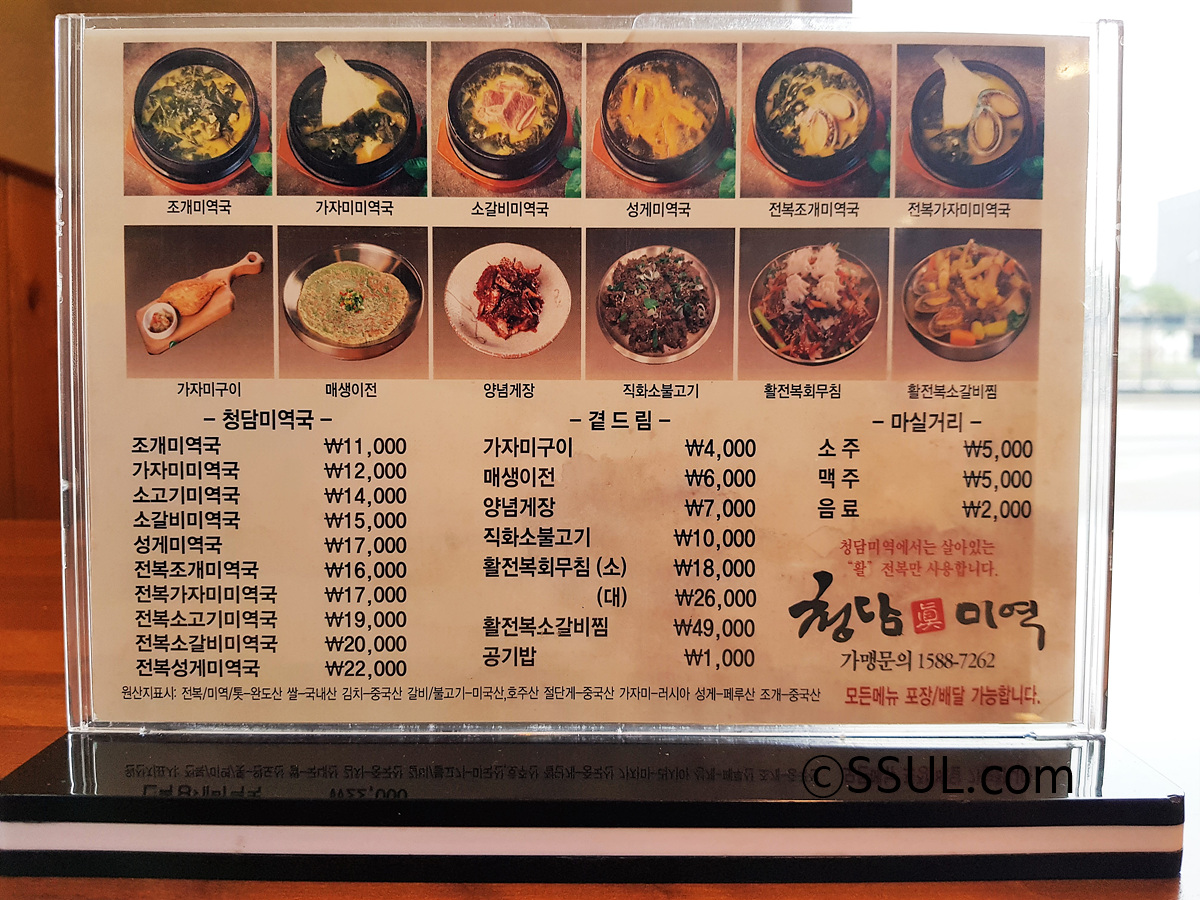 조개미역국 가자미미역국 소갈비미역국 성게미역국 전복조개미역국 전복가자미미역국
가자미구이 매생이전 양념게장 직화소불고기 활전복회무침 활전복소갈비찜
– 청담미역국 –
조개미역국 ₩11,000
가자미미역국 ₩12,000
소고기미역국 ₩14,000
소갈비미역국 ₩15,000
성게미역국 ₩17,000
전복조개미역국 ₩16,000
전복가자미미역국 ₩17,000
전복소고기미역국 ₩19,000
전복소갈비미역국 ₩20,000
전복성게미역국 ₩22,000
– 곁 드 림 –
가자미구이 ₩4,000
매생이전 ₩6,000
양념게장 ₩7,000
직화소불고기 ₩10,000
활전복회무침 (소) ₩18,000
(대) ₩26,000
활전복소갈비찜 ₩49,000
공기밥 ₩1,000
– 마실거리 –
소 주 ₩5,000
맥 주 ₩5,000
음 료 ₩2,000
청담미역에서는 살아있는
“활” 전복만 사용합니다.
청담 眞 미역
가맹문의 1588-7262
원산지표시: 전복/미역/톳–완도산 쌀–국내산 김치–중국산 갈비/불고기–미국산,호주산 절단게–중국산 가자미–러시아 성게–페루산 조개–중국산
모든메뉴 포장/배달 가능합니다.
©SSUL.com